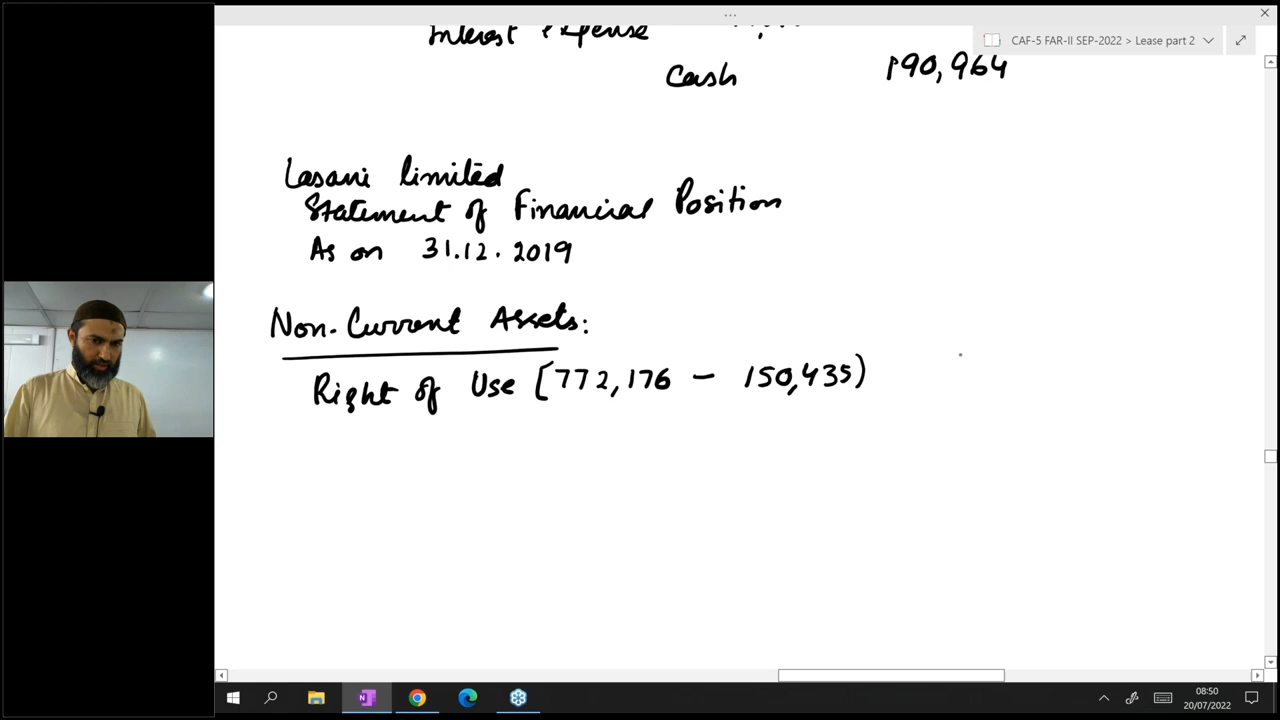 CAF-5 FAR-II SEP-2022 > Lease part 2
Interest expense
Cash 190,964
Lasani limited
Statement of Financial Position
As on 31.12.2019
Non-Current Assets:
Right of Use [772,176 - 150,435)
08:50
20/07/2022